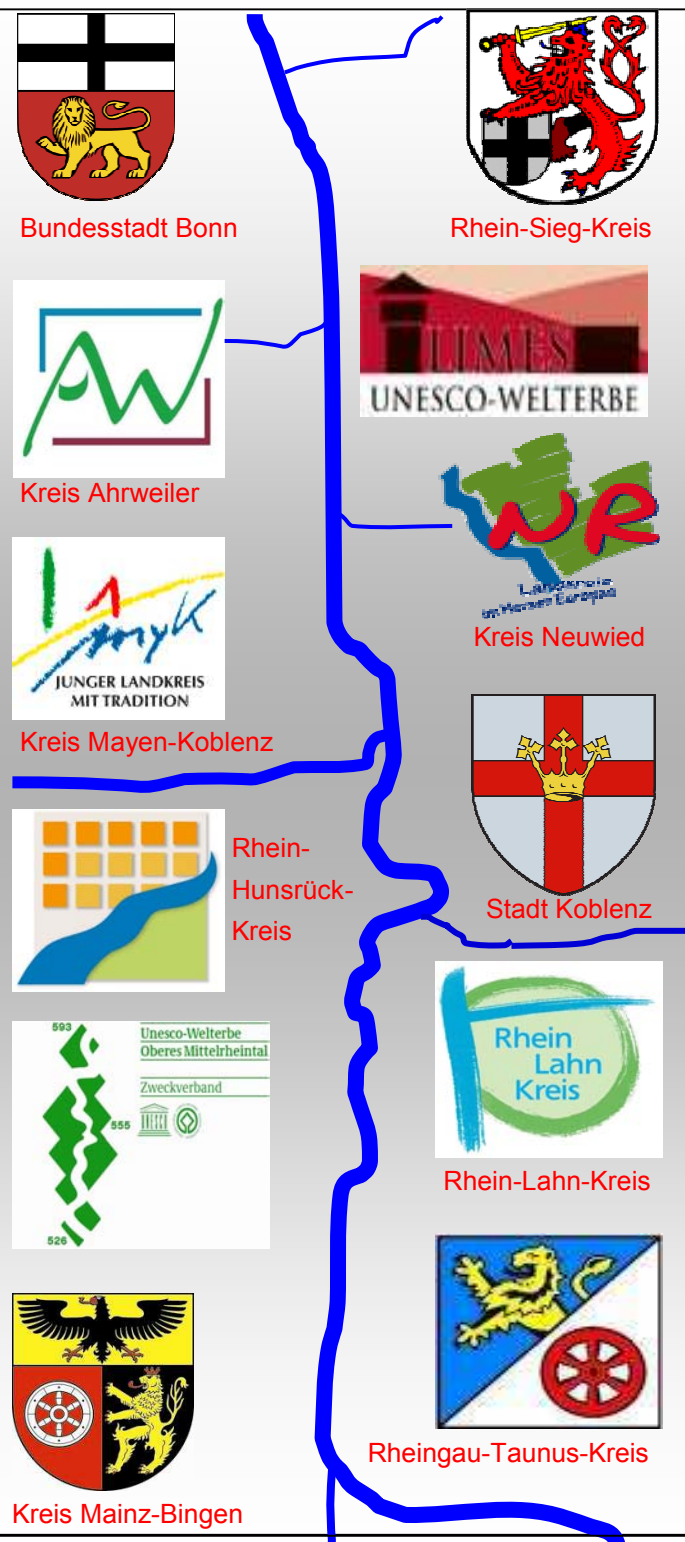 Bundesstadt Bonn
Rhein-Sieg-Kreis
LIMES
UNESCO-WELTERBE
Kreis Ahrweiler
NR
Kreis Neuwied
myK
JUNGER LANDKREIS
MIT TRADITION
Kreis Mayen-Koblenz
Rhein-
Hunsrück-
Kreis
Stadt Koblenz
593
Unesco-Welterbe
Oberes Mittelrheintal
Zweckverband
555
526
Rhein
Lahn
Kreis
Rhein-Lahn-Kreis
Rheingau-Taunus-Kreis
Kreis Mainz-Bingen